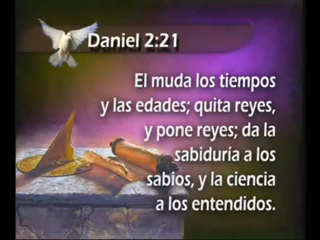 Daniel 2:21
El muda los tiempos
y las edades; quita reyes,
y pone reyes; da la
sabiduría a los
sabios, y la ciencia
a los entendidos.